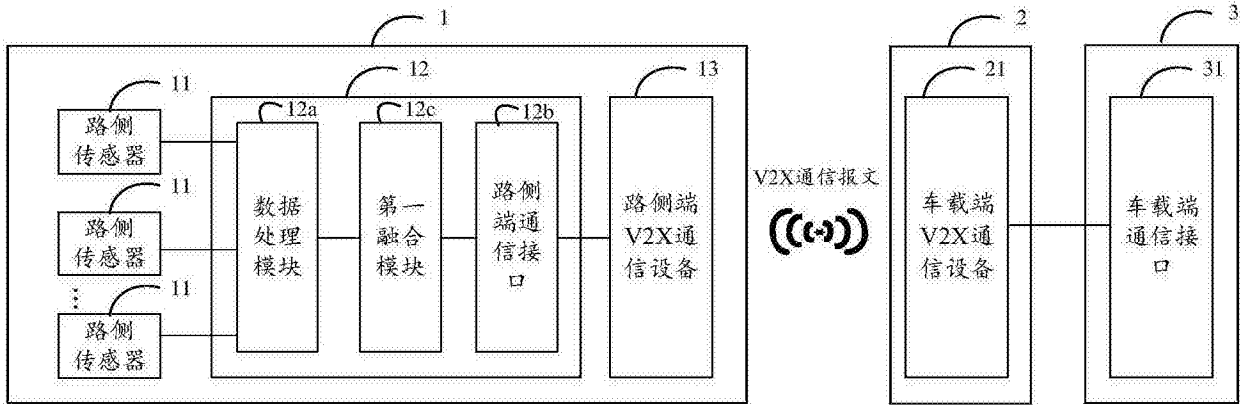 1
2
3
11
12
13
21
31
12a
12c
12b
路侧
传感器
11
路侧
传感器
…
11
路侧
传感器
数据
处理
模块
第一
融合
模块
路侧
端通
信接
口
路侧端
V2X通
信设备
V2X通信报文
车载端
V2X通
信设备
车载端
通信接
口